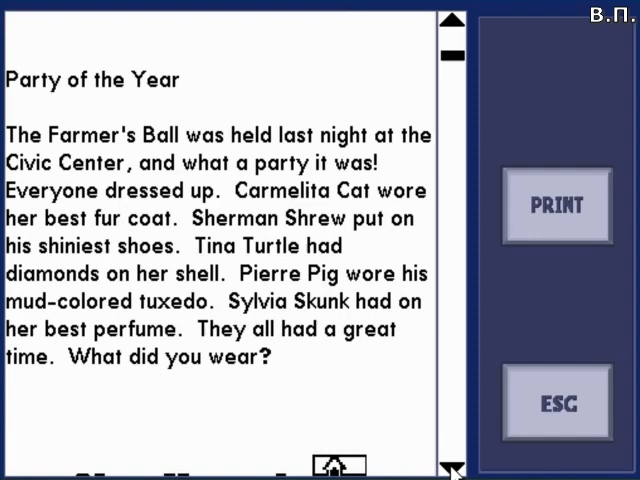 В.П.
Party of the Year
The Farmer's Ball was held last night at the
Civic Center, and what a party it was!
Everyone dressed up.  Carmelita Cat wore
her best fur coat.  Sherman Shrew put on
his shiniest shoes.  Tina Turtle had
diamonds on her shell.  Pierre Pig wore his
mud-colored tuxedo.  Sylvia Skunk had on
her best perfume.  They all had a great
time.  What did you wear?
PRINT
ESC